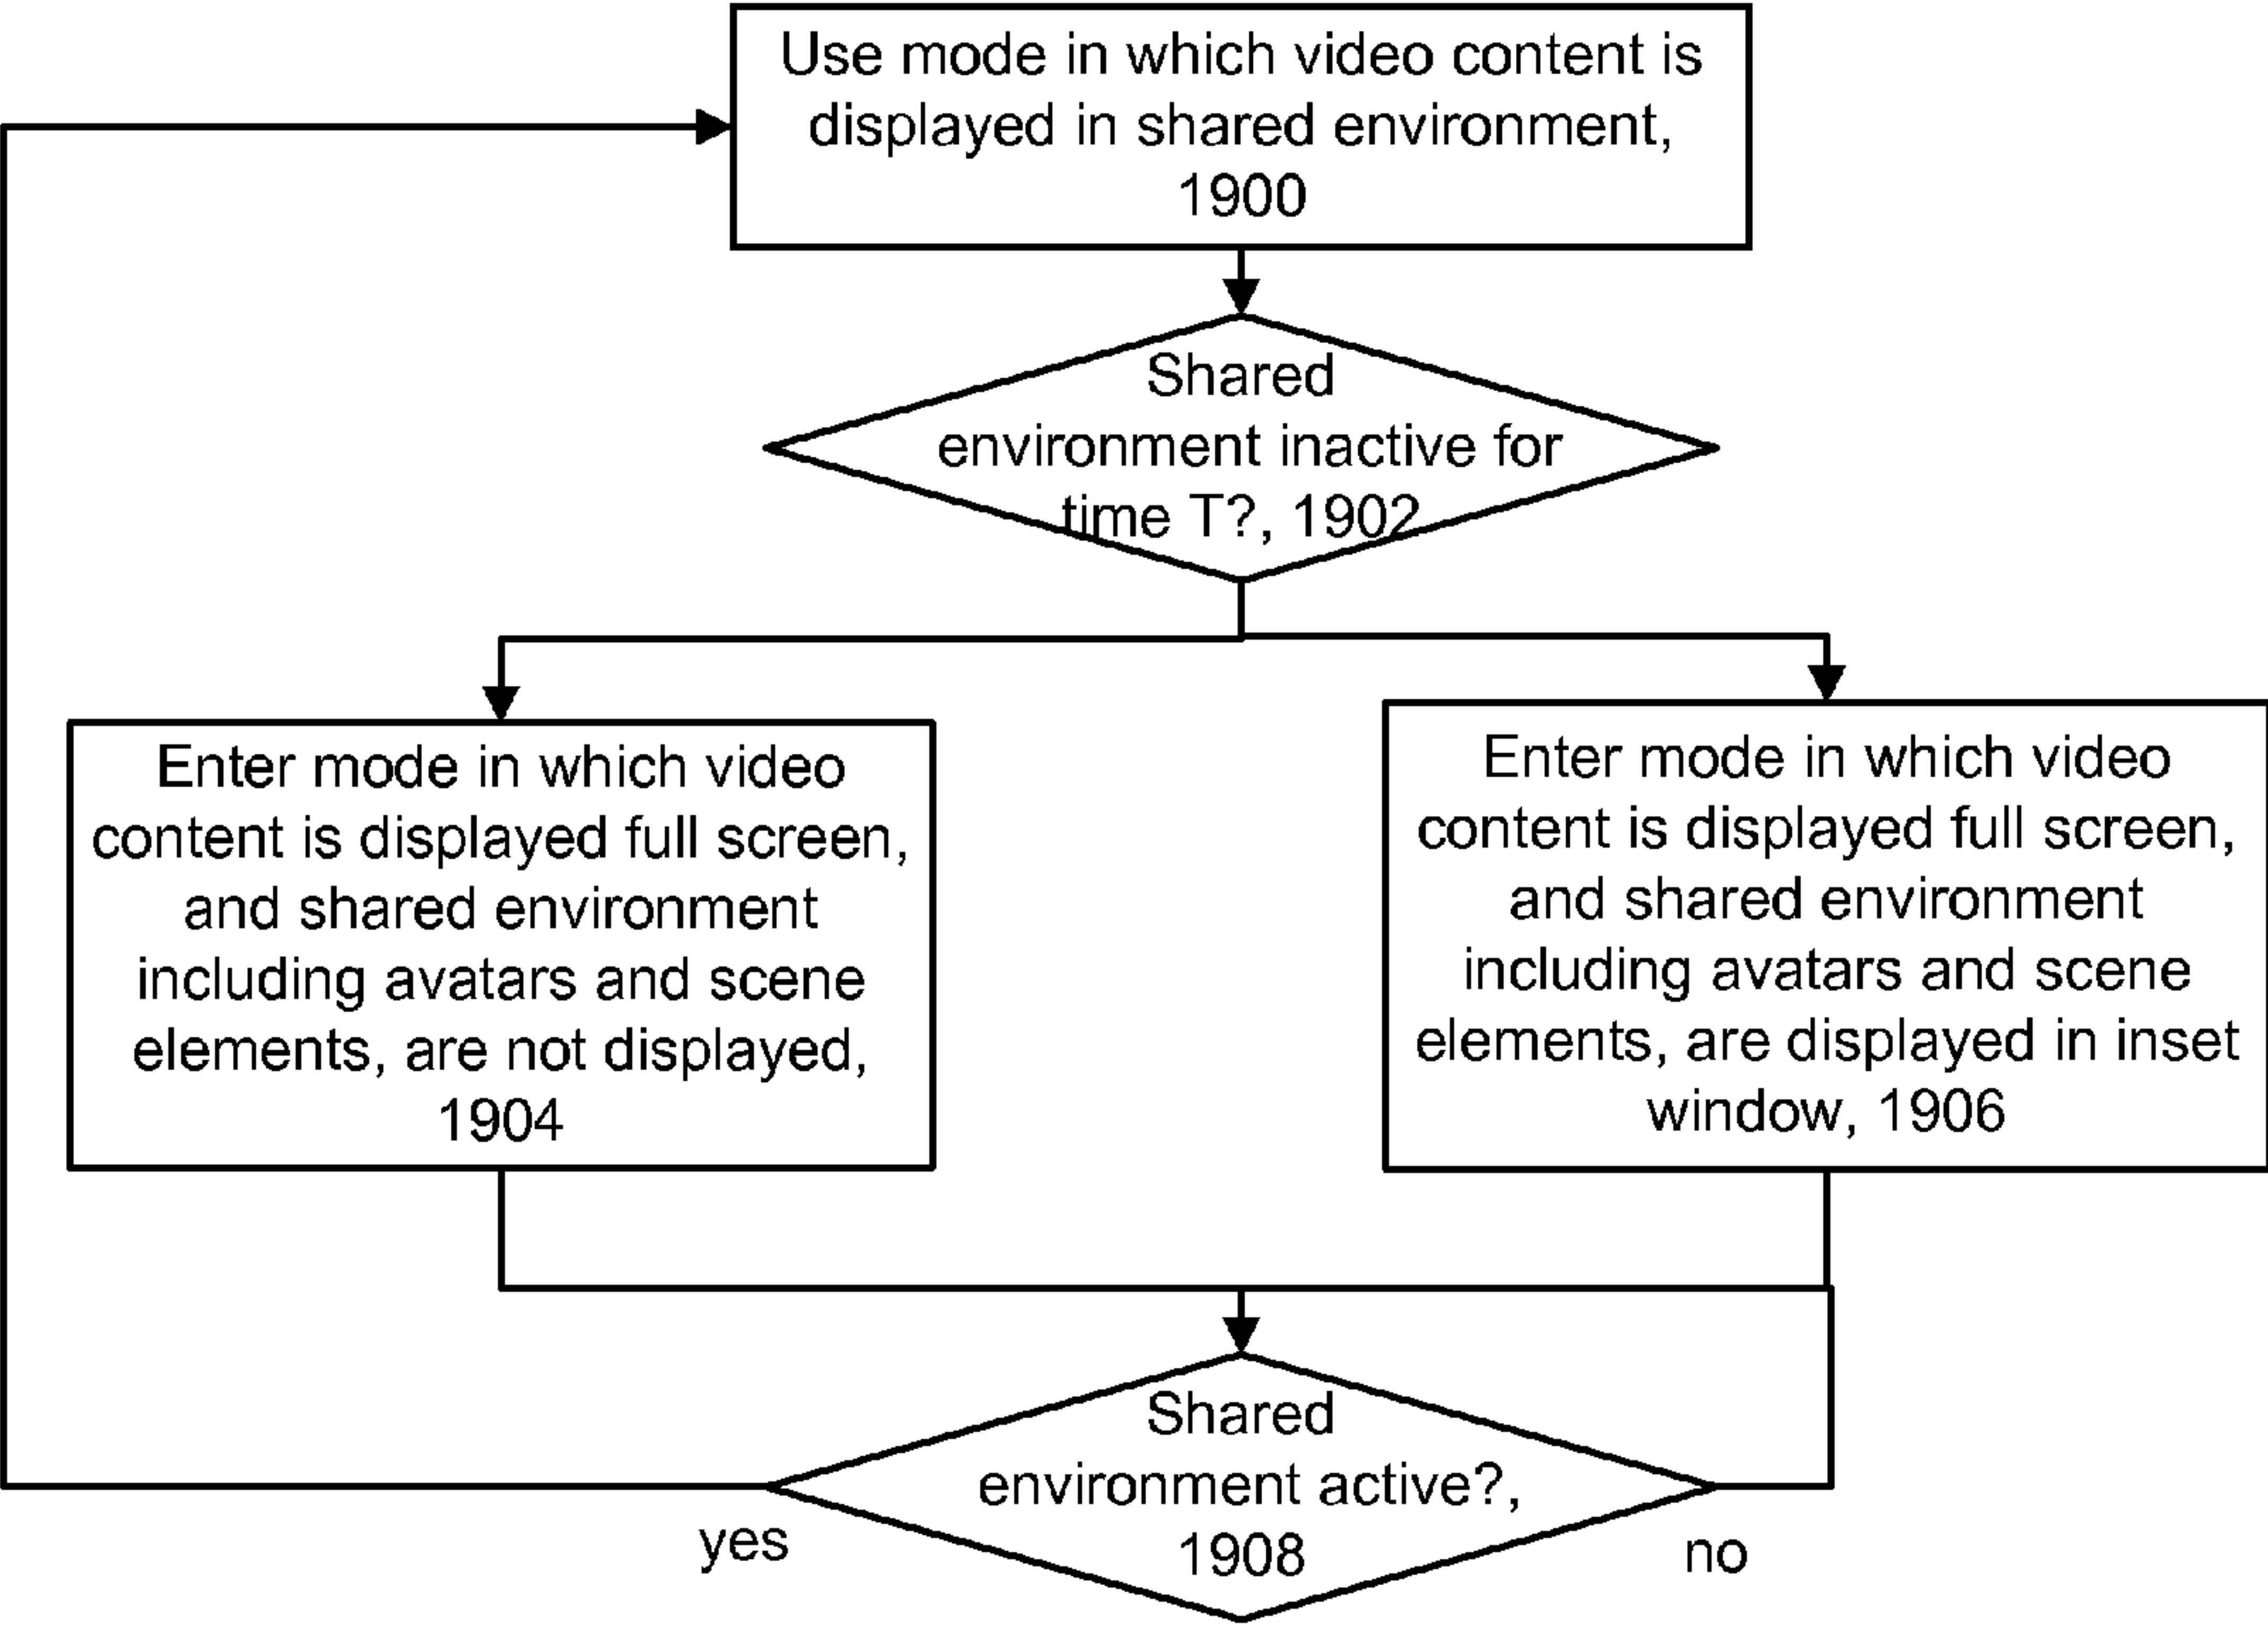 Use mode in which video content is
displayed in shared environment,
1900
Shared
environment inactive for
time T?, 1902
Enter mode in which video
content is displayed full screen,
and shared environment
including avatars and scene
elements, are not displayed,
1904
Enter mode in which video
content is displayed full screen,
and shared environment
including avatars and scene
elements, are displayed in inset
window, 1906
Shared
environment active?,
1908
yes
no